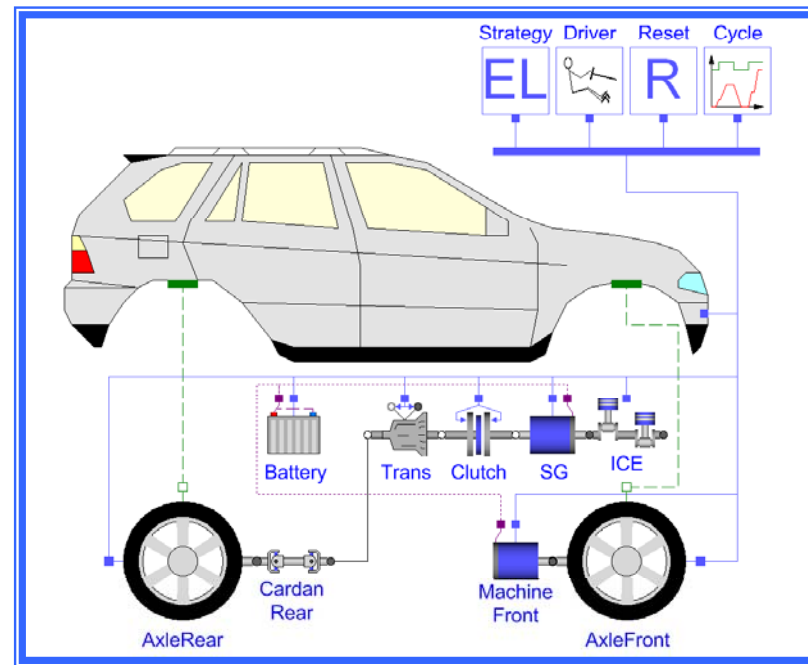 Strategy Driver Reset Cycle
EL R
Battery Trans Clutch SG ICE
Cardan
Rear
Machine
Front
AxleRear AxleFront